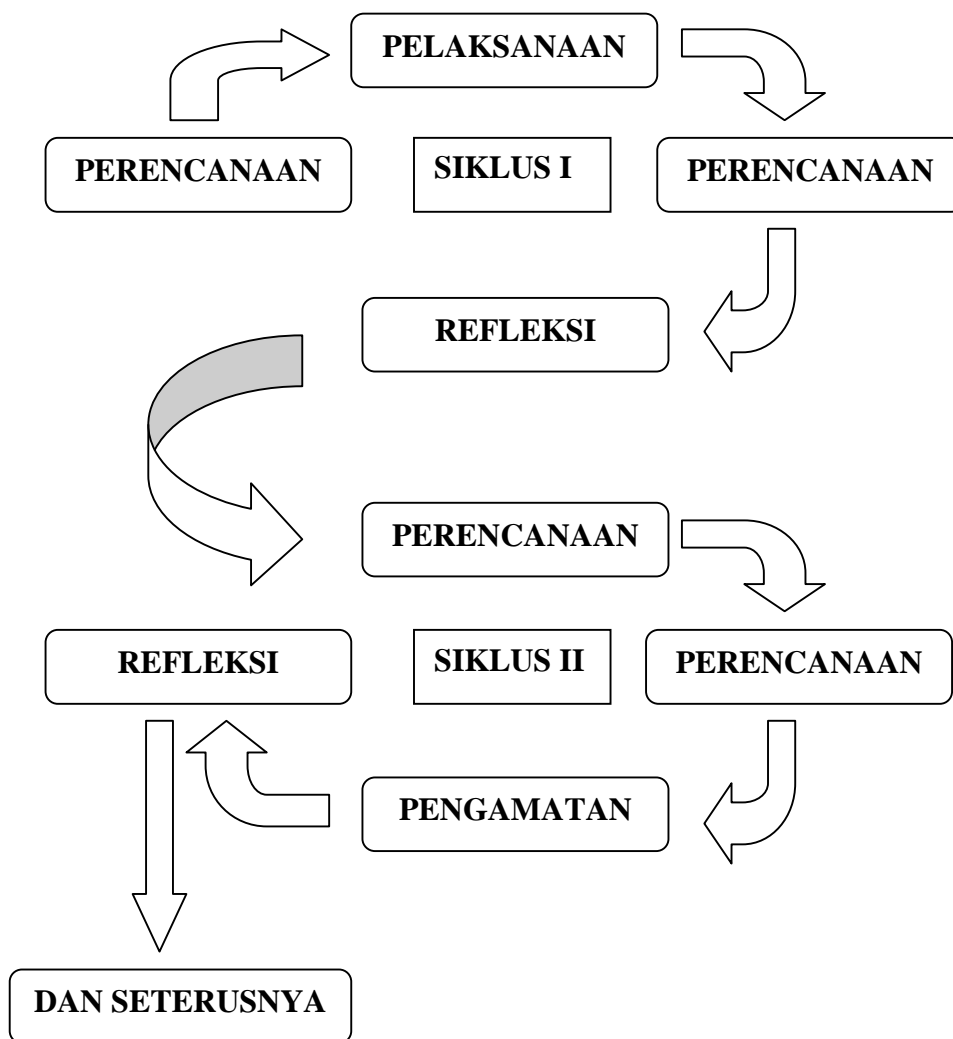 PELAKSANAAN
PERENCANAAN
SIKLUS I
PERENCANAAN
REFLEKSI
PERENCANAAN
REFLEKSI
SIKLUS II
PERENCANAAN
PENGAMATAN
DAN SETERUSNYA